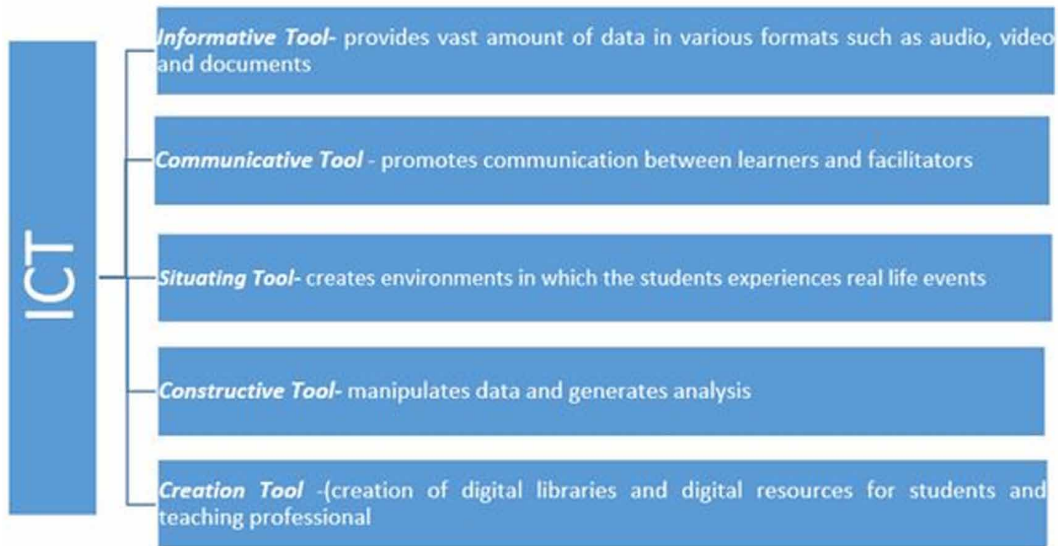 ICT
Informative Tool- provides vast amount of data in various formats such as audio, video
and documents
Communicative Tool - promotes communication between learners and facilitators
Situating Tool- creates environments in which the students experiences real life events
Constructive Tool- manipulates data and generates analysis
Creation Tool -(creation of digital libraries and digital resources for students and
teaching professional